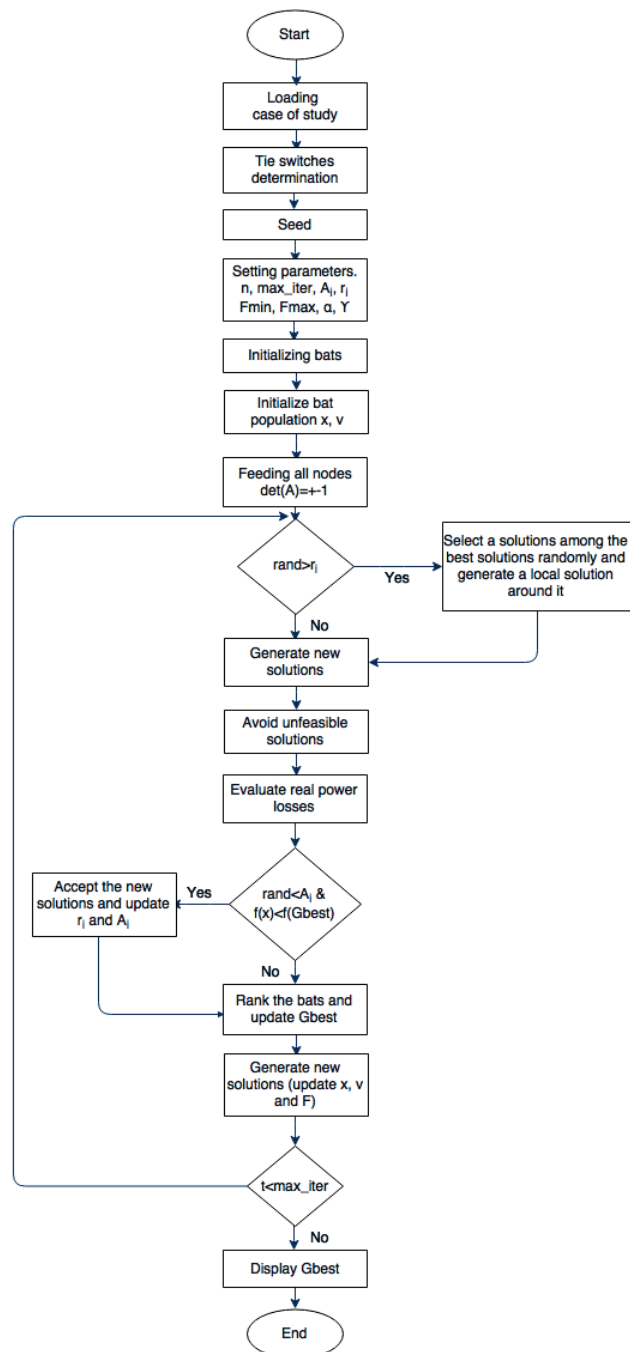 Start
Loading
case of study
Tie switches
determination
Seed
Setting parameters.
n, max_iter, Ai, ri
Fmin, Fmax, α, ϒ
Initializing bats
Initialize bat
population x, v
Feeding all nodes
det(A)=+-1
rand>ri
Yes
Select a solutions among the
best solutions randomly and
generate a local solution
around it
No
Generate new
solutions
Avoid unfeasible
solutions
Evaluate real power
losses
rand<Ai &
f(x)<f(Gbest)
Yes
Accept the new
solutions and update
ri and Ai
No
Rank the bats and
update Gbest
Generate new
solutions (update x, v
and F)
t<max_iter
No
Display Gbest
End